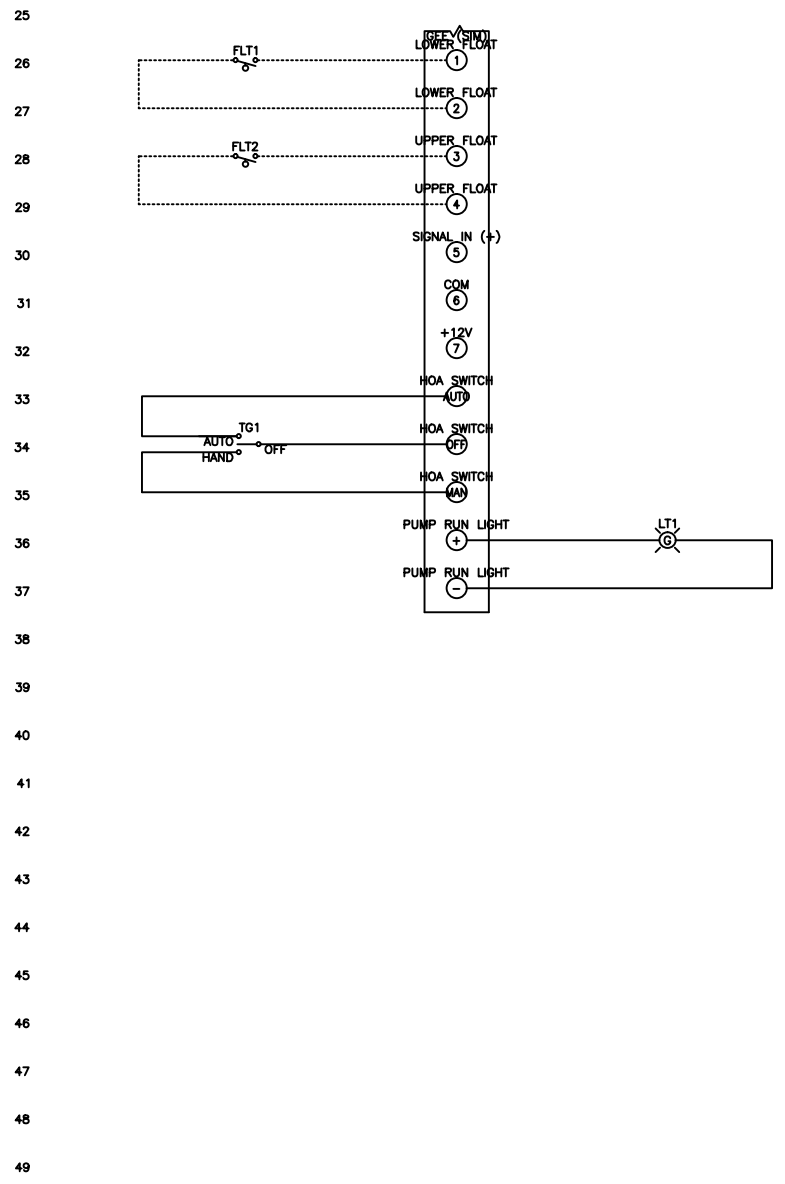 25
LOWER FLOAT
FLT1
26
1
LOWER FLOAT
27
2
UPPER FLOAT
FLT2
28
3
UPPER FLOAT
29
4
SIGNAL IN (+)
30
5
COM
31
6
+12V
32
7
HOA SWITCH
33
AUTO
HOA SWITCH
TG1
34
AUTO
OFF
OFF
HAND
HOA SWITCH
35
MAN
PUMP RUN LIGHT
LT1
36
+
G
PUMP RUN LIGHT
37
−
38
39
40
41
42
43
44
45
46
47
48
49